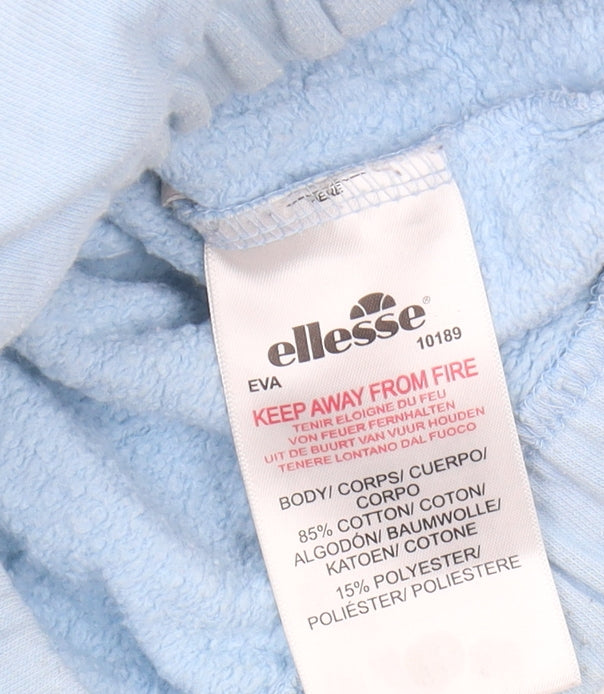 ellesse®
10189
EVA
KEEP AWAY FROM FIRE
TENIR ELOIGNE DU FEU
VON FEUER FERNHALTEN
UIT DE BUURT VAN VUUR HOUDEN
TENERE LONTANO DAL FUOCO
BODY/ CORPS/ CUERPO/
CORPO
85% COTTON/ COTON/
ALGODÓN/ BAUMWOLLE/
KATOEN/ COTONE
15% POLYESTER/
POLIÉSTER/ POLIESTERE